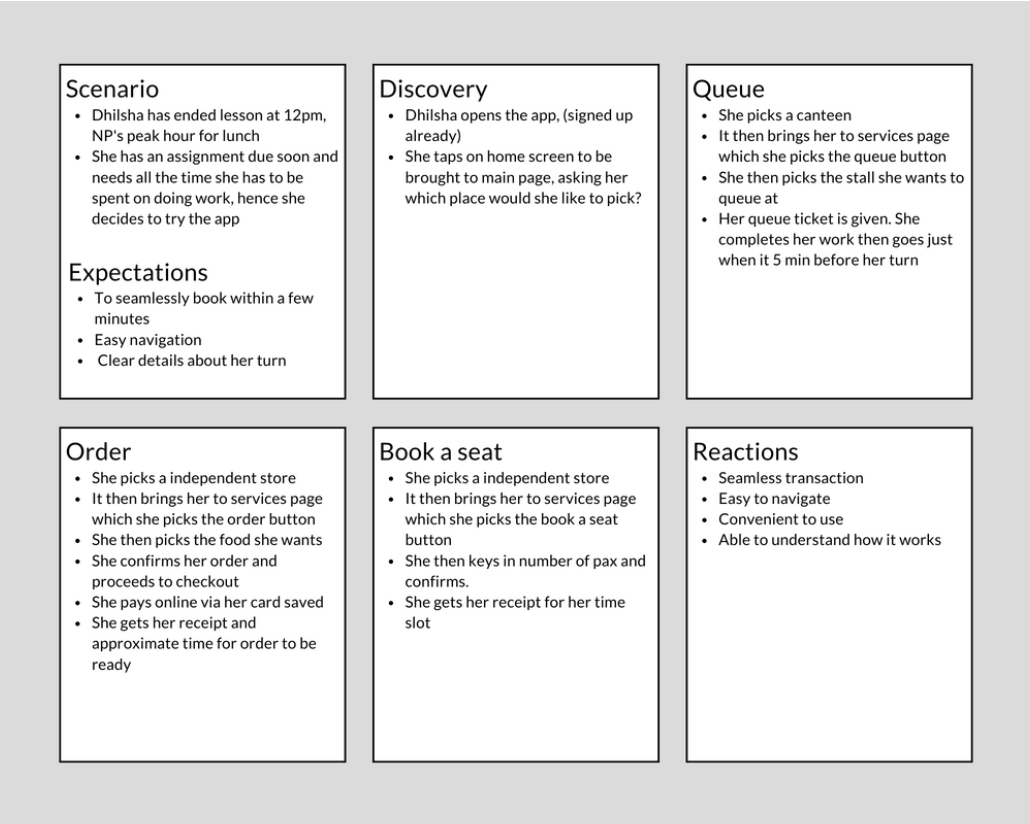 Scenario
• Dhilsha has ended lesson at 12pm,
NP's peak hour for lunch
• She has an assignment due soon and
needs all the time she has to be
spent on doing work, hence she
decides to try the app
Expectations
• To seamlessly book within a few
minutes
• Easy navigation
• Clear details about her turn
Discovery
• Dhilsha opens the app, (signed up
already)
• She taps on home screen to be
brought to main page, asking her
which place would she like to pick?
Queue
• She picks a canteen
• It then brings her to services page
which she picks the queue button
• She then picks the stall she wants to
queue at
• Her queue ticket is given. She
completes her work then goes just
when it 5 min before her turn
Order
• She picks a independent store
• It then brings her to services page
which she picks the order button
• She then picks the food she wants
• She confirms her order and
proceeds to checkout
• She pays online via her card saved
• She gets her receipt and
approximate time for order to be
ready
Book a seat
• She picks a independent store
• It then brings her to services page
which she picks the book a seat
button
• She then keys in number of pax and
confirms.
• She gets her receipt for her time
slot
Reactions
• Seamless transaction
• Easy to navigate
• Convenient to use
• Able to understand how it works